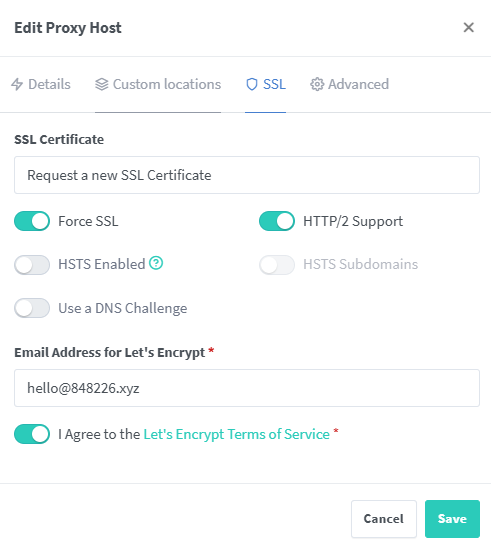 Edit Proxy Host
Details Custom locations SSL Advanced
SSL Certificate
Request a new SSL Certificate
Force SSL HTTP/2 Support
HSTS Enabled HSTS Subdomains
Use a DNS Challenge
Email Address for Let's Encrypt *
hello@848226.xyz
I Agree to the Let's Encrypt Terms of Service *
Cancel Save